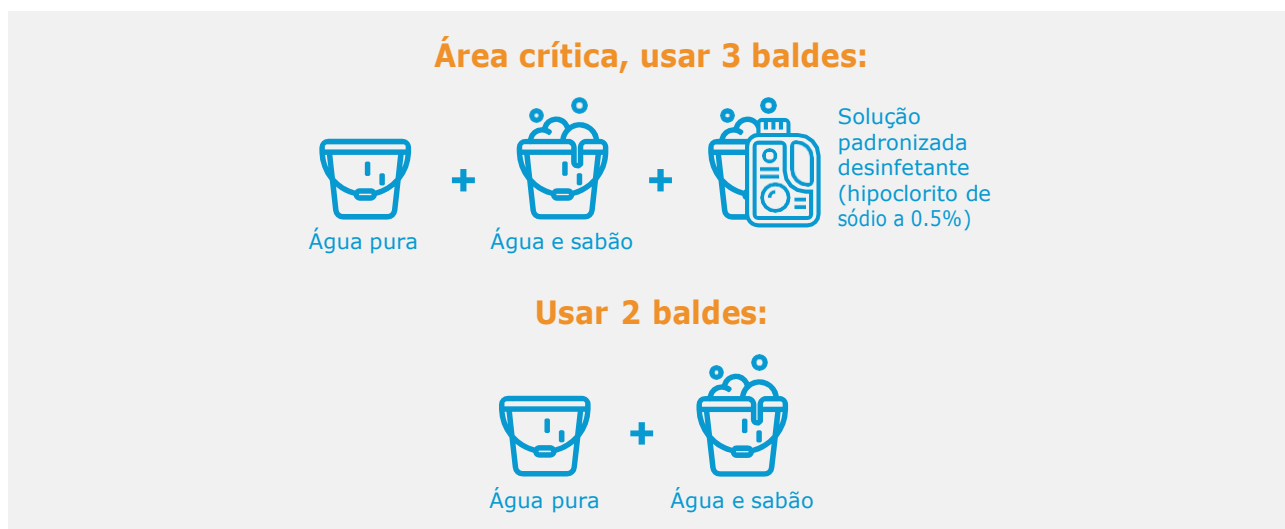 Área crítica, usar 3 baldes:
Solução
padronizada
desinfetante
(hipoclorito de
sódio a 0.5%)
Água pura
Água e sabão
Usar 2 baldes:
Água pura
Água e sabão